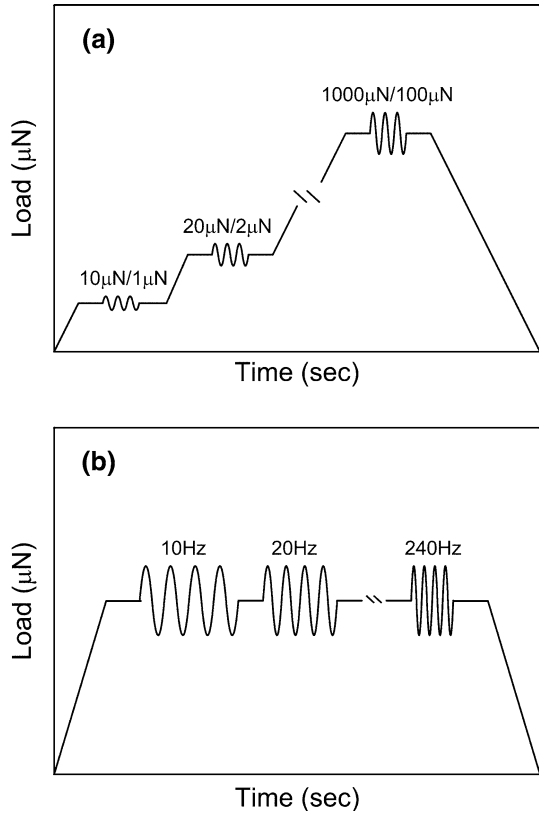 (a)
1000μN/100μN
20μN/2μN
10μN/1μN
Load (μN)
Time (sec)
(b)
10Hz 20Hz 240Hz
Load (μN)
Time (sec)